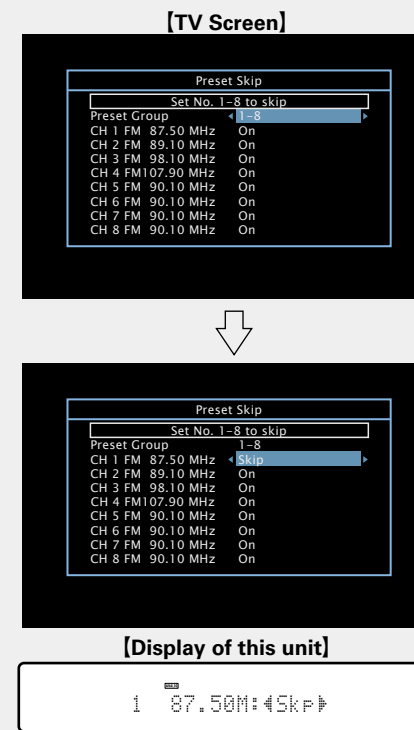 【TV Screen】
Preset Skip
Set No. 1–8 to skip
Preset Group 1–8
CH 1 FM 87.50 MHz On
CH 2 FM 89.10 MHz On
CH 3 FM 98.10 MHz On
CH 4 FM107.90 MHz On
CH 5 FM 90.10 MHz On
CH 6 FM 90.10 MHz On
CH 7 FM 90.10 MHz On
CH 8 FM 90.10 MHz On
Preset Skip
Set No. 1–8 to skip
Preset Group 1–8
CH 1 FM 87.50 MHz Skip
CH 2 FM 89.10 MHz On
CH 3 FM 98.10 MHz On
CH 4 FM107.90 MHz On
CH 5 FM 90.10 MHz On
CH 6 FM 90.10 MHz On
CH 7 FM 90.10 MHz On
CH 8 FM 90.10 MHz On
【Display of this unit】
1 87.50M:Skp